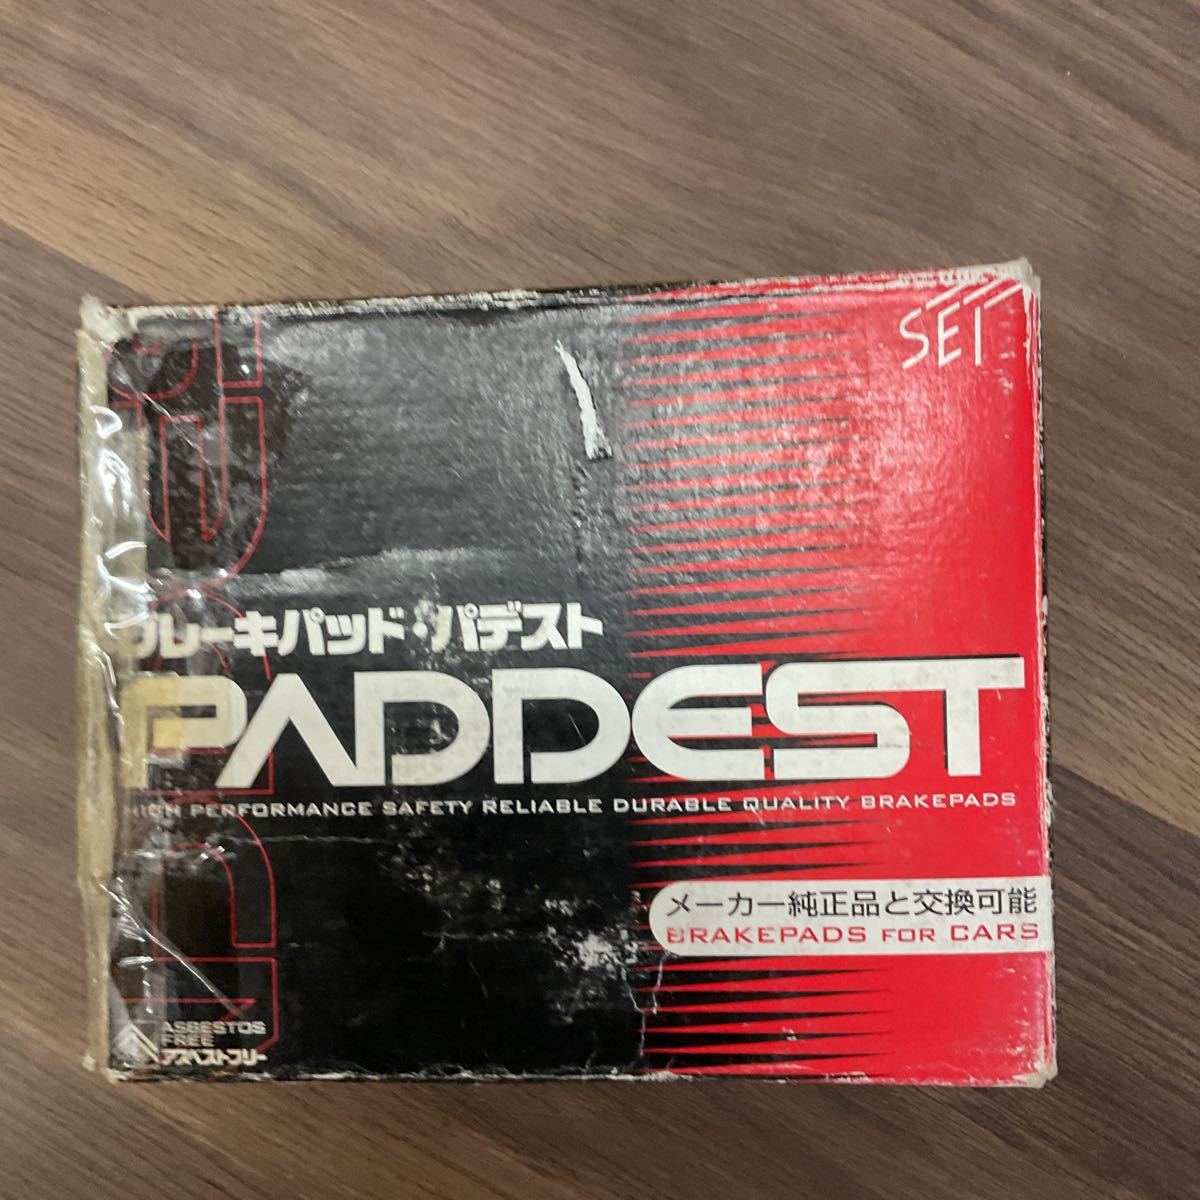 SEI
ブレーキパッド・パデスト
PADDEST
HIGH PERFORMANCE SAFETY RELIABLE DURABLE QUALITY BRAKEPADS
メーカー純正品と交換可能
BRAKEPADS FOR CARS
ASBESTOS
FREE
アスベストフリー